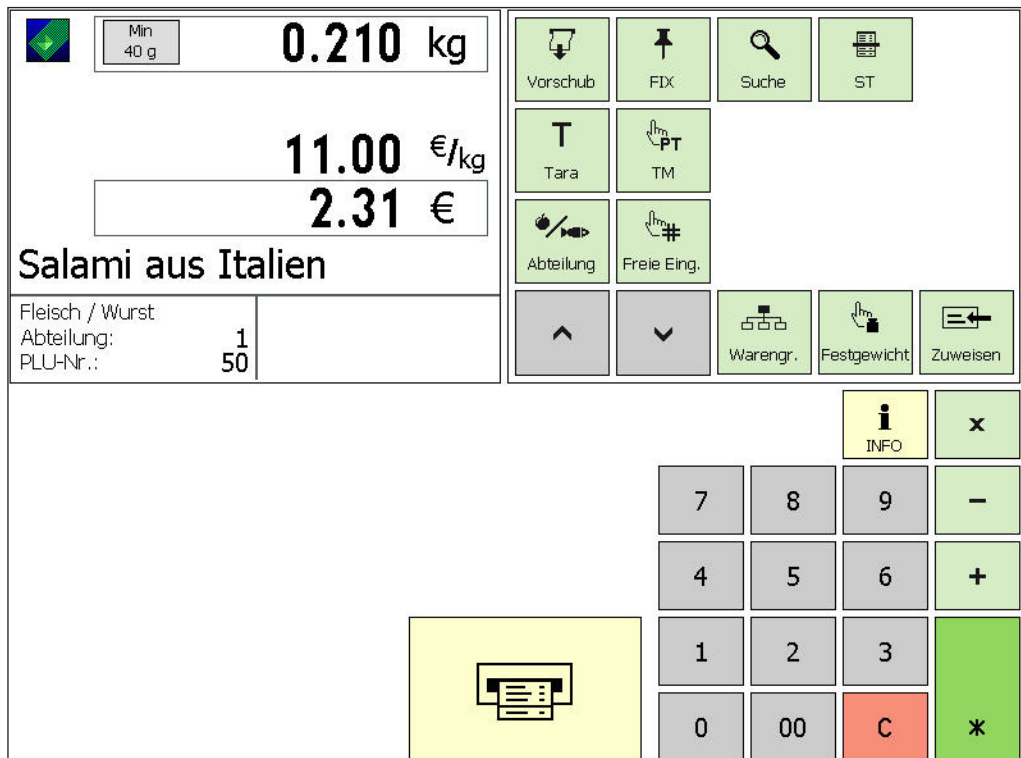 Min
40 g
0.210 kg
11.00 €/kg
2.31 €
Salami aus Italien
Fleisch / Wurst
Abteilung: 1
PLU-Nr.: 50
Vorschub
FIX
Suche
ST
T
Tara
PT
TM
Abteilung
#
Freie Eing.
Warengr.
Festgewicht
Zuweisen
i
INFO
x
7 8 9 −
4 5 6 +
1 2 3
0 00 C *